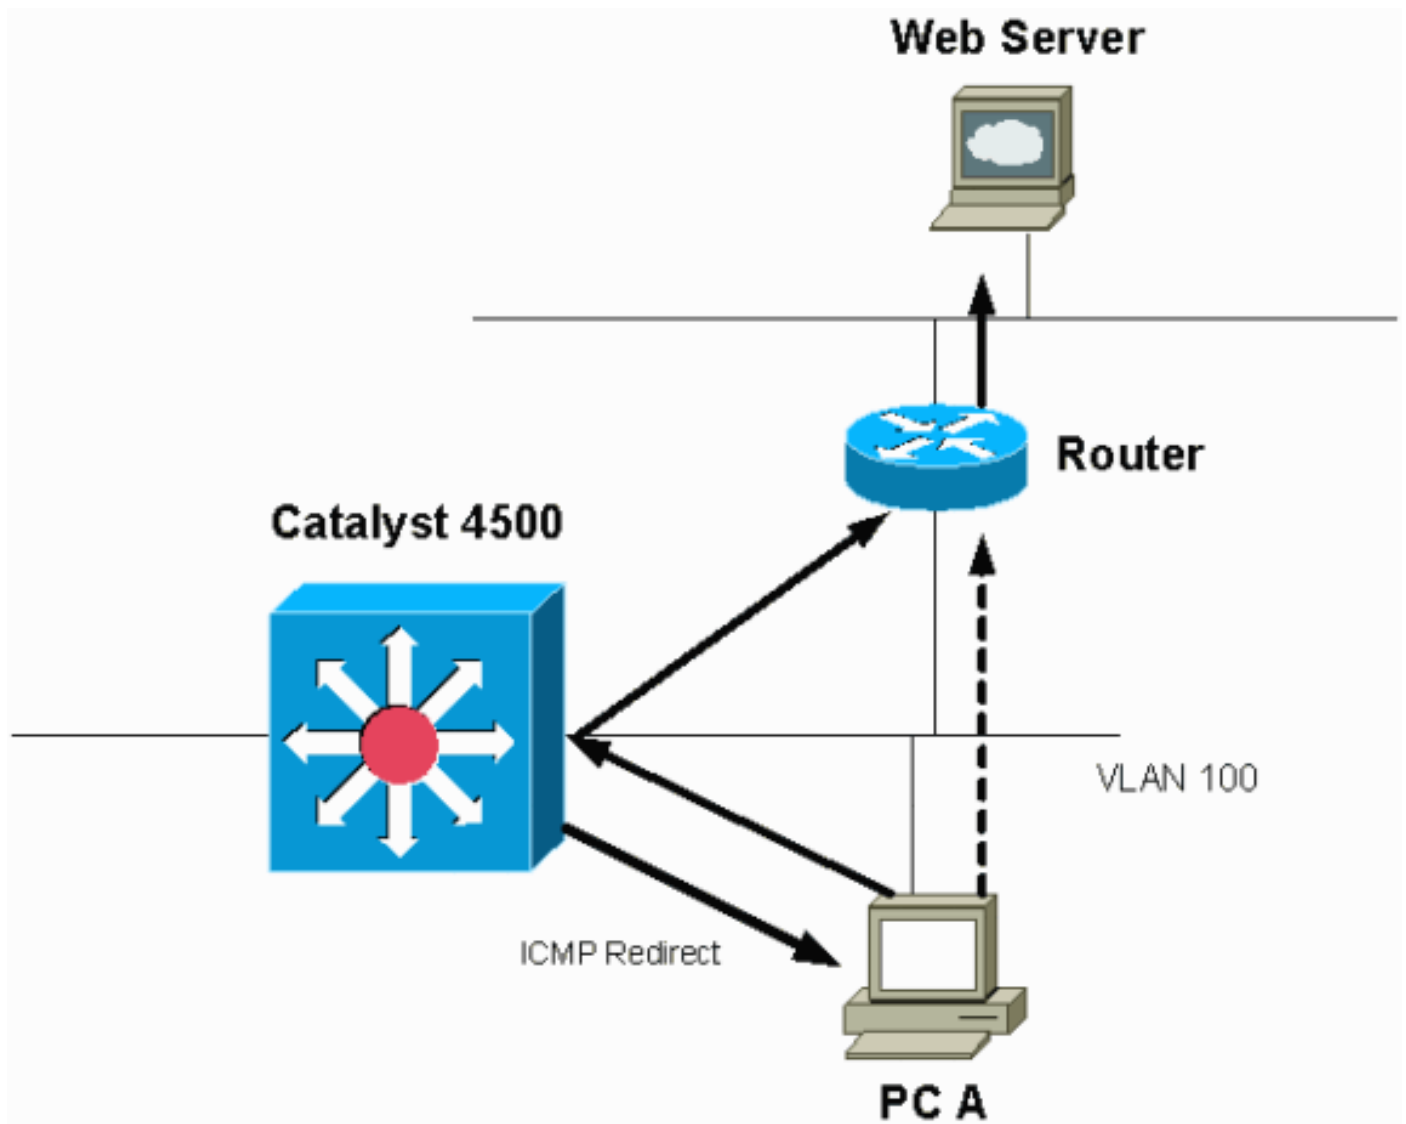 Web Server
Router
Catalyst 4500
VLAN 100
ICMP Redirect
PC A